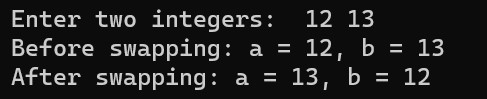 Enter two integers:  12 13
Before swapping: a = 12, b = 13
After swapping: a = 13, b = 12